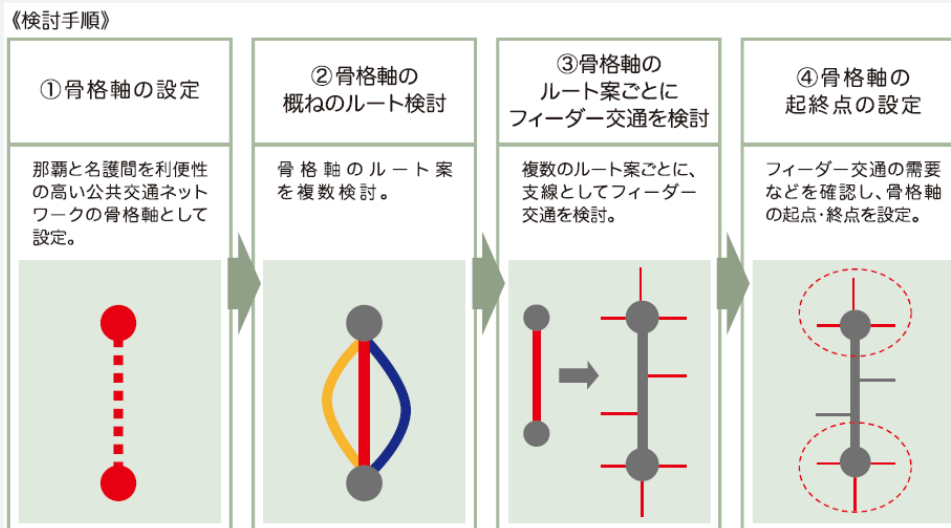 《検討手順》
①骨格軸の設定
那覇と名護間を利便性
の高い公共交通ネット
ワークの骨格軸として
設定。
②骨格軸の
概ねのルート検討
骨格軸のルート案
を複数検討。
③骨格軸の
ルート案ごとに
フィーダー交通を検討
複数のルート案ごとに、
支線としてフィーダー
交通を検討。
④骨格軸の
起終点の設定
フィーダー交通の需要
などを確認し、骨格軸
の起点・終点を設定。